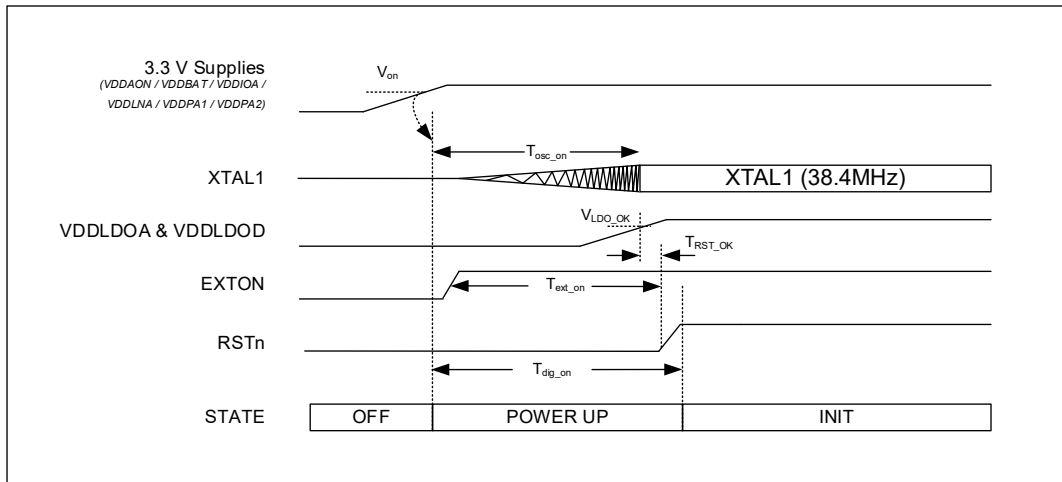 3.3 V Supplies
(VDDAON / VDDBAT / VDDIOA /
VDDLNA / VDDPA1 / VDDPA2)
Von
Tosc_on
XTAL1
XTAL1 (38.4MHz)
VLDO_OK
VDDLDOA & VDDLDOD
TRST_OK
EXTON
Text_on
RSTn
Tdig_on
STATE
OFF
POWER UP
INIT